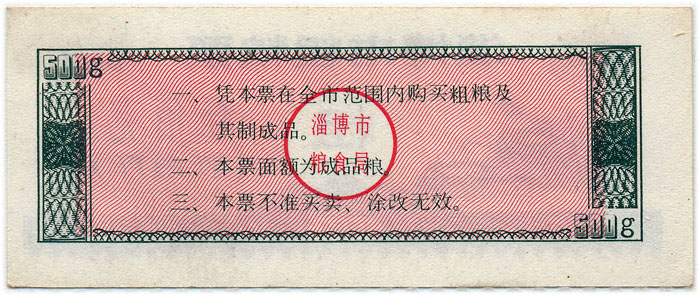 500g
一、凭本票在全市范围内购买粗粮及
其制成品。
淄博市
粮食局
二、本票面额为成品粮。
三、本票不准买卖、涂改无效。
500g